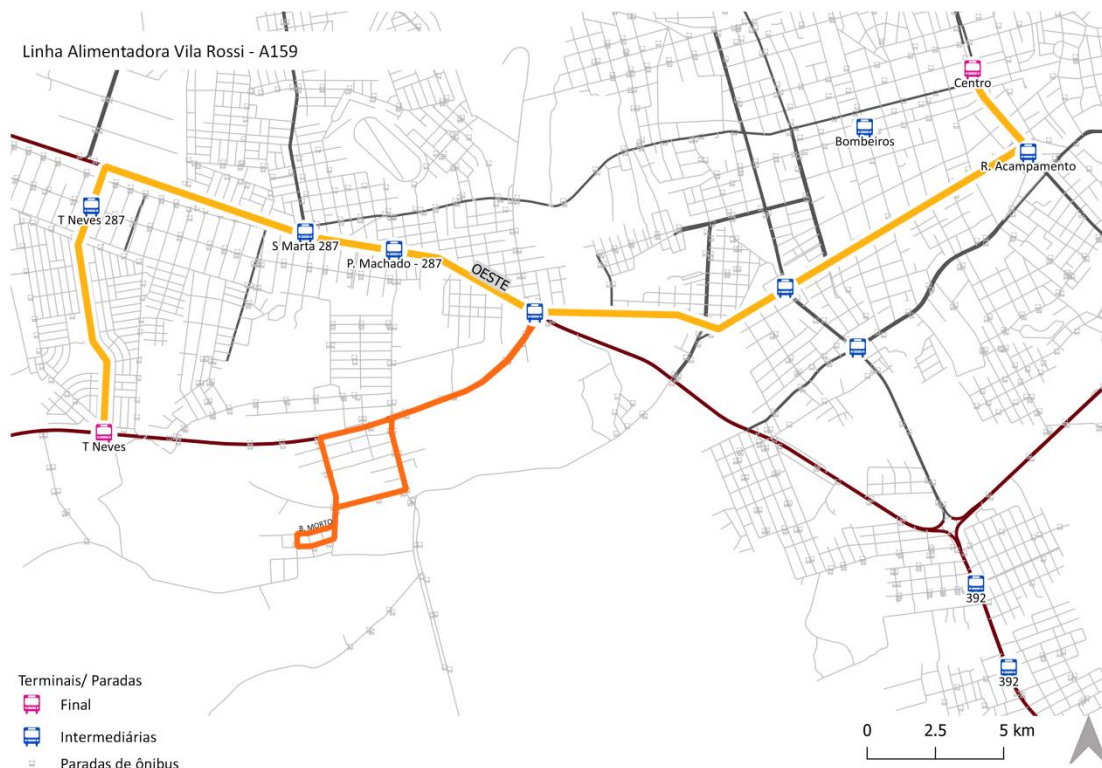 Linha Alimentadora Vila Rossi - A159
Centro
Bombeiros
R. Acampamento
T Neves 287
S Marta 287
P. Machado - 287
OESTE
T Neves
B. MORTO
392
392
Terminais/ Paradas
Final
Intermediárias
Paradas de ônibus
0 2.5 5 km